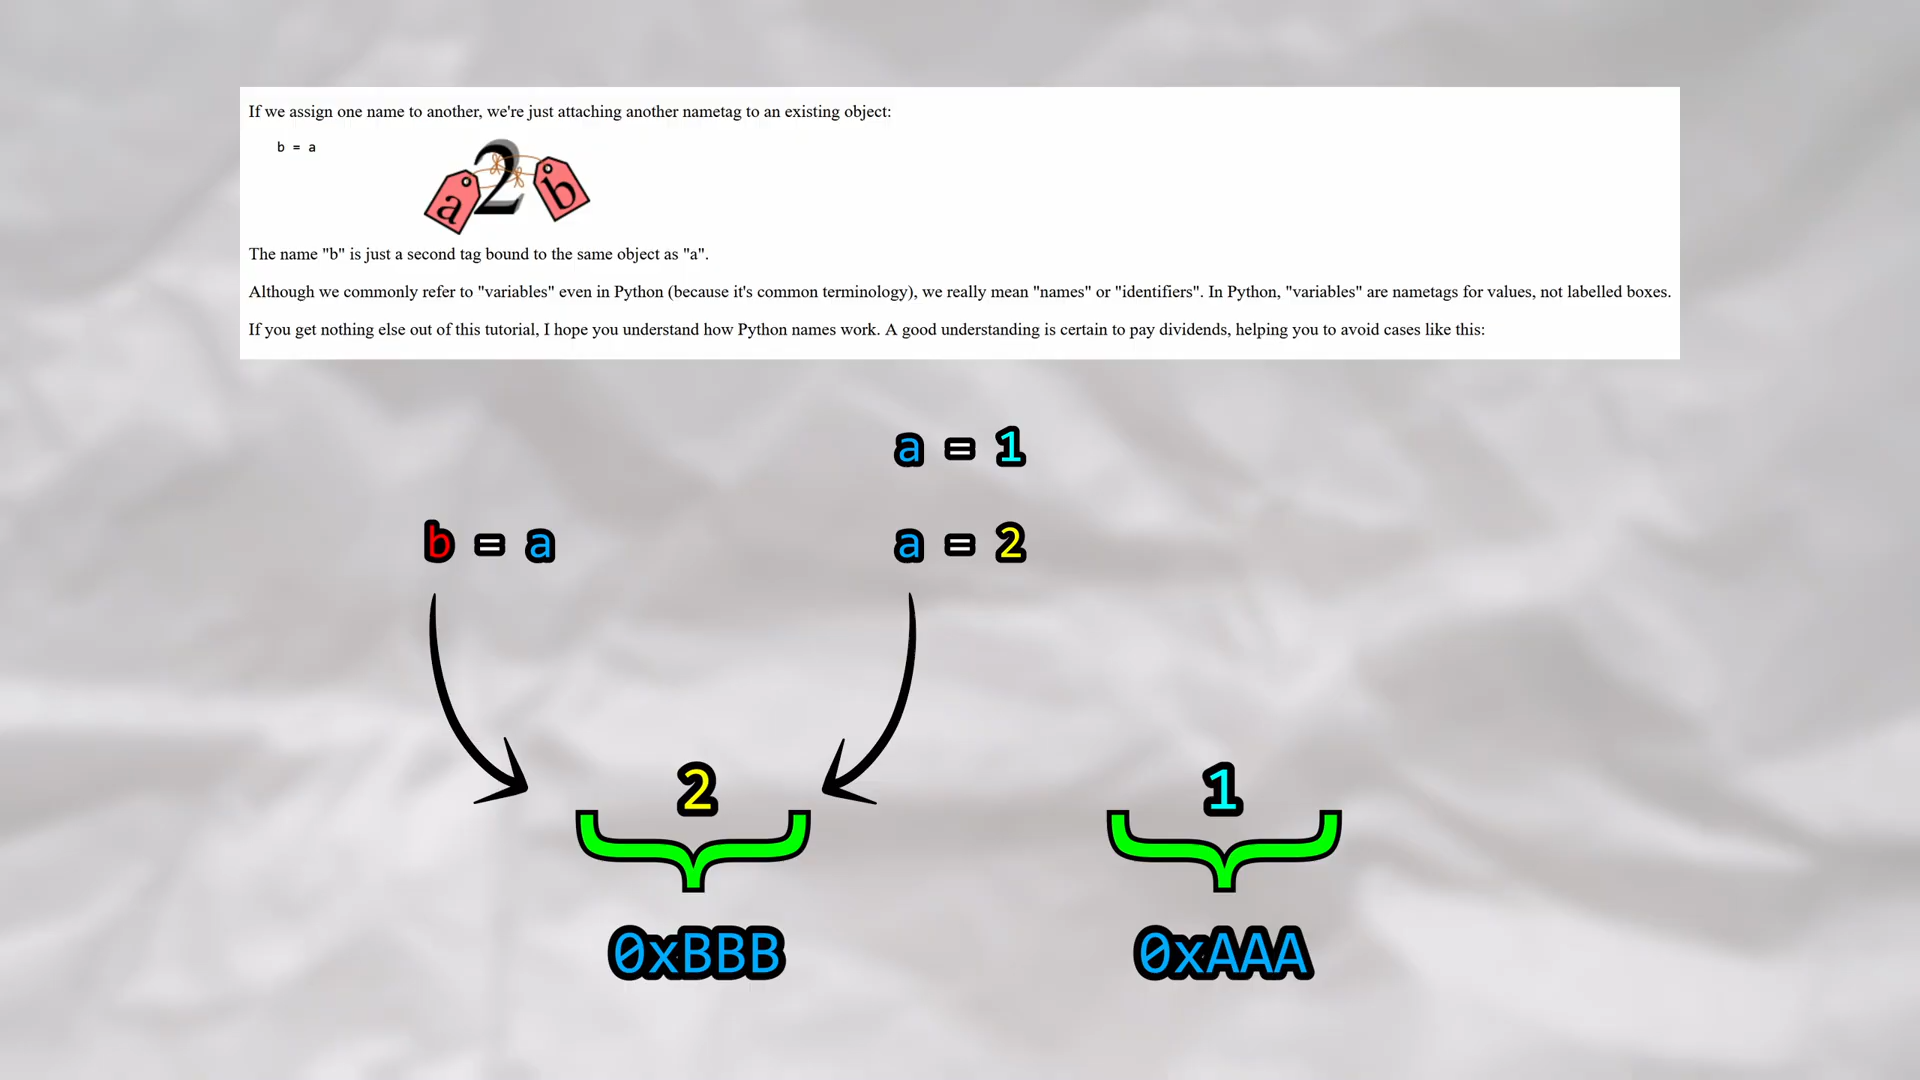 If we assign one name to another, we're just attaching another nametag to an existing object:
b = a
a 2 b
The name "b" is just a second tag bound to the same object as "a".
Although we commonly refer to "variables" even in Python (because it's common terminology), we really mean "names" or "identifiers". In Python, "variables" are nametags for values, not labelled boxes.
If you get nothing else out of this tutorial, I hope you understand how Python names work. A good understanding is certain to pay dividends, helping you to avoid cases like this:
a = 1
b = a
a = 2
2
1
0xBBB
0xAAA